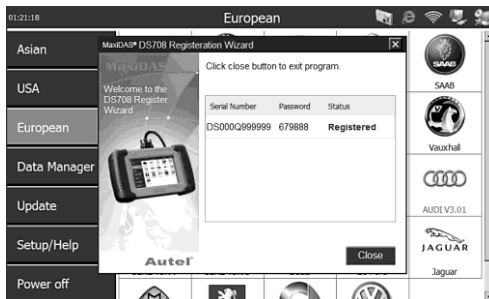 01:21:18
European
Asian
USA
European
Data Manager
Update
Setup/Help
Power off
MaxiDAS® DS708 Registeration Wizard
X
MaxiDAS
Welcome to the
DS708 Register
Wizard
Autel
Click close button to exit program.
Serial Number Password Status
DS000Q999999 679888 Registered
Close
SAAB
SAAB
Vauxhall
AUDI V3.01
JAGUAR
Jaguar